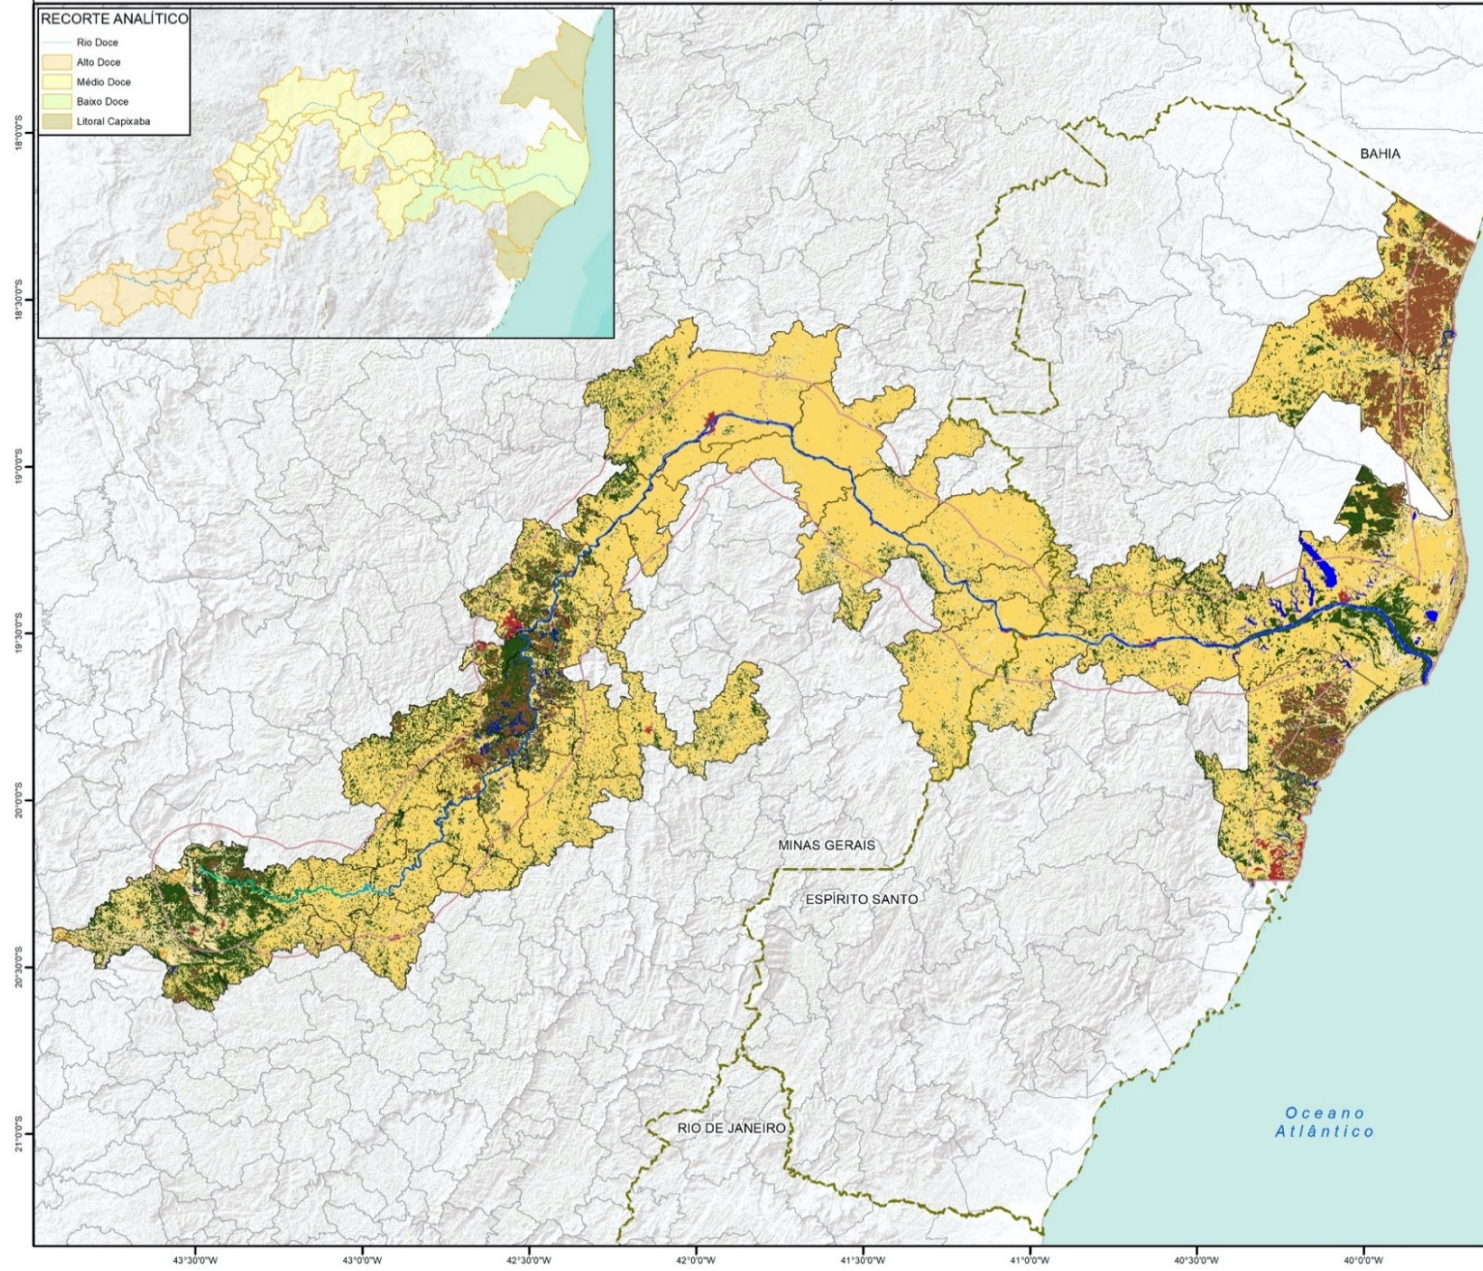 RECORTE ANALÍTICO
Rio Doce
Alto Doce
Médio Doce
Baixo Doce
Litoral Capixaba
BAHIA
MINAS GERAIS
ESPÍRITO SANTO
RIO DE JANEIRO
Oceano
Atlântico
18°0'0"S
18°30'0"S
19°0'0"S
19°30'0"S
20°0'0"S
20°30'0"S
21°0'0"S
43°30'0"W
43°0'0"W
42°30'0"W
42°0'0"W
41°30'0"W
41°0'0"W
40°30'0"W
40°0'0"W